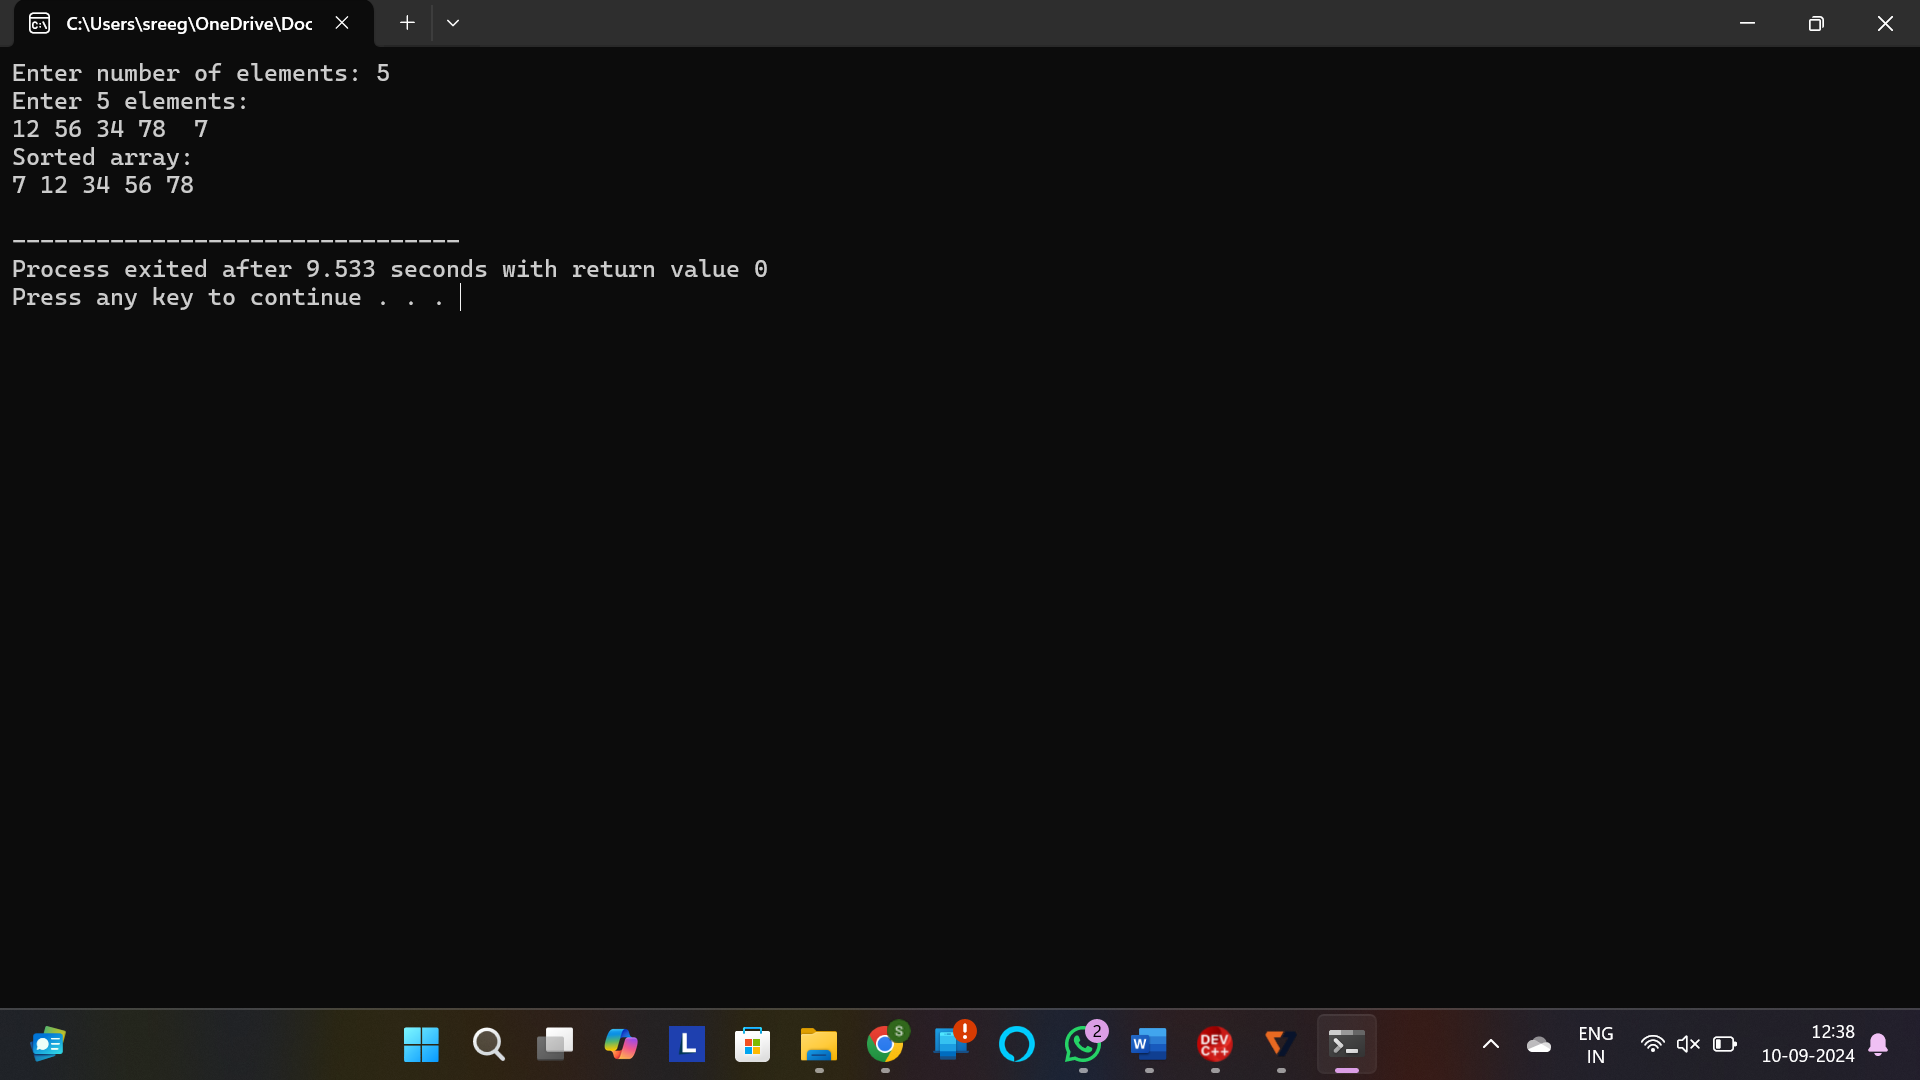 C:\Users\sreeg\OneDrive\Doc
Enter number of elements: 5
Enter 5 elements:
12 56 34 78  7
Sorted array:
7 12 34 56 78
--------------------------------
Process exited after 9.533 seconds with return value 0
Press any key to continue . . .
L
S
2
W
DEV
C++
ENG
IN
12:38
10-09-2024